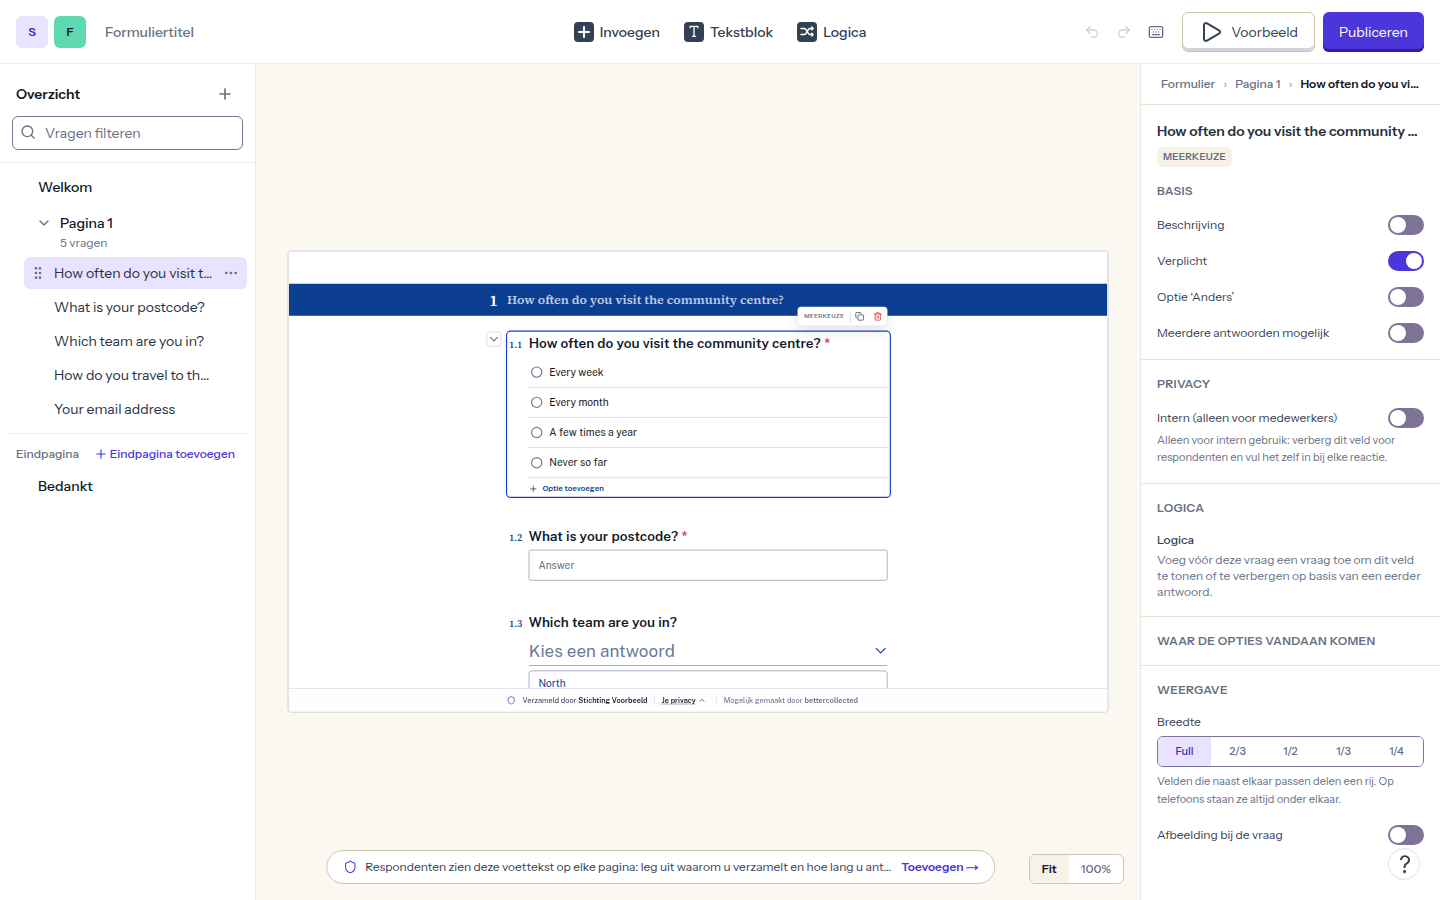 S
F
Formuliertitel
Invoegen
Tekstblok
Logica
Voorbeeld
Publiceren
Overzicht
Vragen filteren
Welkom
Pagina 1
5 vragen
How often do you visit t...
What is your postcode?
Which team are you in?
How do you travel to th...
Your email address
Eindpagina
Eindpagina toevoegen
Bedankt
1 How often do you visit the community centre?
MEERKEUZE
1.1 How often do you visit the community centre? *
Every week
Every month
A few times a year
Never so far
Optie toevoegen
1.2 What is your postcode? *
Answer
1.3 Which team are you in?
Kies een antwoord
North
Verzameld door Stichting Voorbeeld
Je privacy
Mogelijk gemaakt door bettercollected
Respondenten zien deze voettekst op elke pagina: leg uit waarom u verzamelt en hoe lang u ant...
Toevoegen →
Fit
100%
Formulier › Pagina 1 › How often do you vi...
How often do you visit the community ...
MEERKEUZE
BASIS
Beschrijving
Verplicht
Optie ‘Anders’
Meerdere antwoorden mogelijk
PRIVACY
Intern (alleen voor medewerkers)
Alleen voor intern gebruik: verberg dit veld voor
respondenten en vul het zelf in bij elke reactie.
LOGICA
Logica
Voeg vóór deze vraag een vraag toe om dit veld
te tonen of te verbergen op basis van een eerder
antwoord.
WAAR DE OPTIES VANDAAN KOMEN
WEERGAVE
Breedte
Full
2/3
1/2
1/3
1/4
Velden die naast elkaar passen delen een rij. Op
telefoons staan ze altijd onder elkaar.
Afbeelding bij de vraag
?